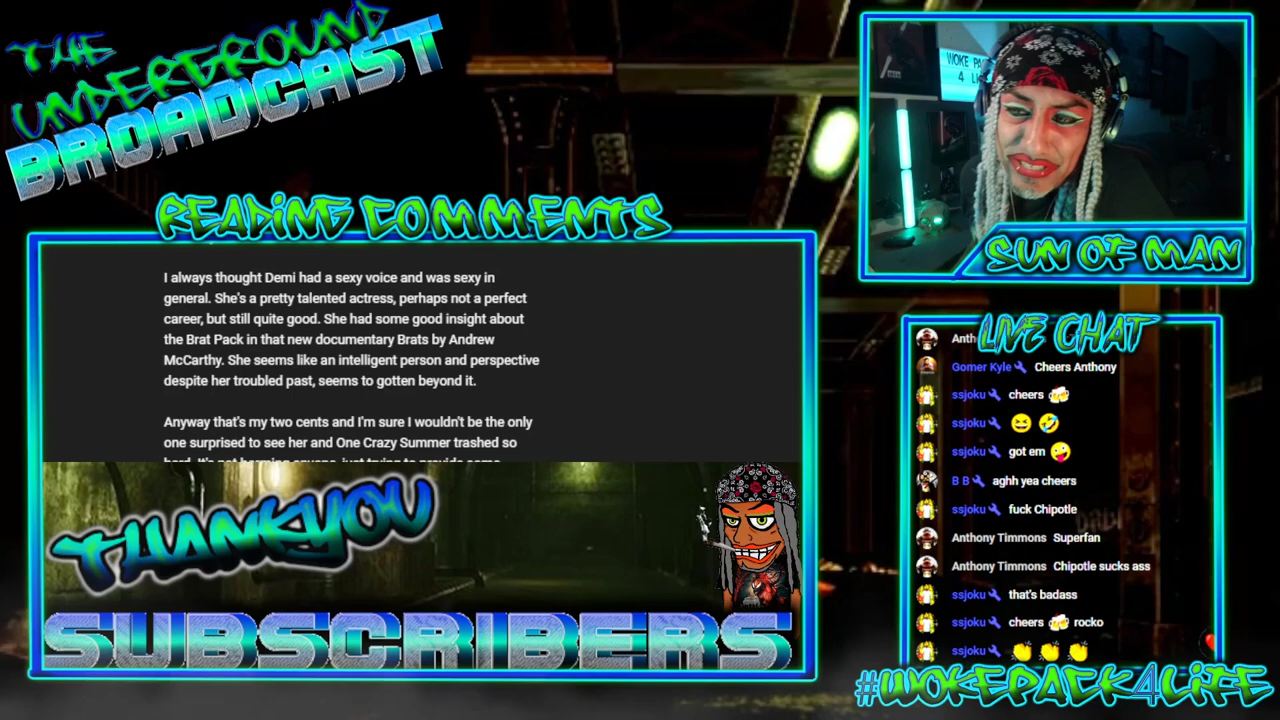 THE
UNDERGROUND
BROADCAST
WOKE PA
4 LI
READING COMMENTS
SUN OF MAN
I always thought Demi had a sexy voice and was sexy in
general. She's a pretty talented actress, perhaps not a perfect
career, but still quite good. She had some good insight about
the Brat Pack in that new documentary Brats by Andrew
McCarthy. She seems like an intelligent person and perspective
despite her troubled past, seems to gotten beyond it.
Anyway that's my two cents and I'm sure I wouldn't be the only
one surprised to see her and One Crazy Summer trashed so
THANKYOU
SUBSCRIBERS
LIVE CHAT
Anth
Gomer Kyle Cheers Anthony
ssjoku cheers 🍻
ssjoku 😆 🤣
ssjoku got em 🤪
B B aghh yea cheers
ssjoku fuck Chipotle
Anthony Timmons Superfan
Anthony Timmons Chipotle sucks ass
ssjoku that's badass
ssjoku cheers 🍻 rocko
ssjoku 👏 👏 👏
#WOKEPACK4LIFE